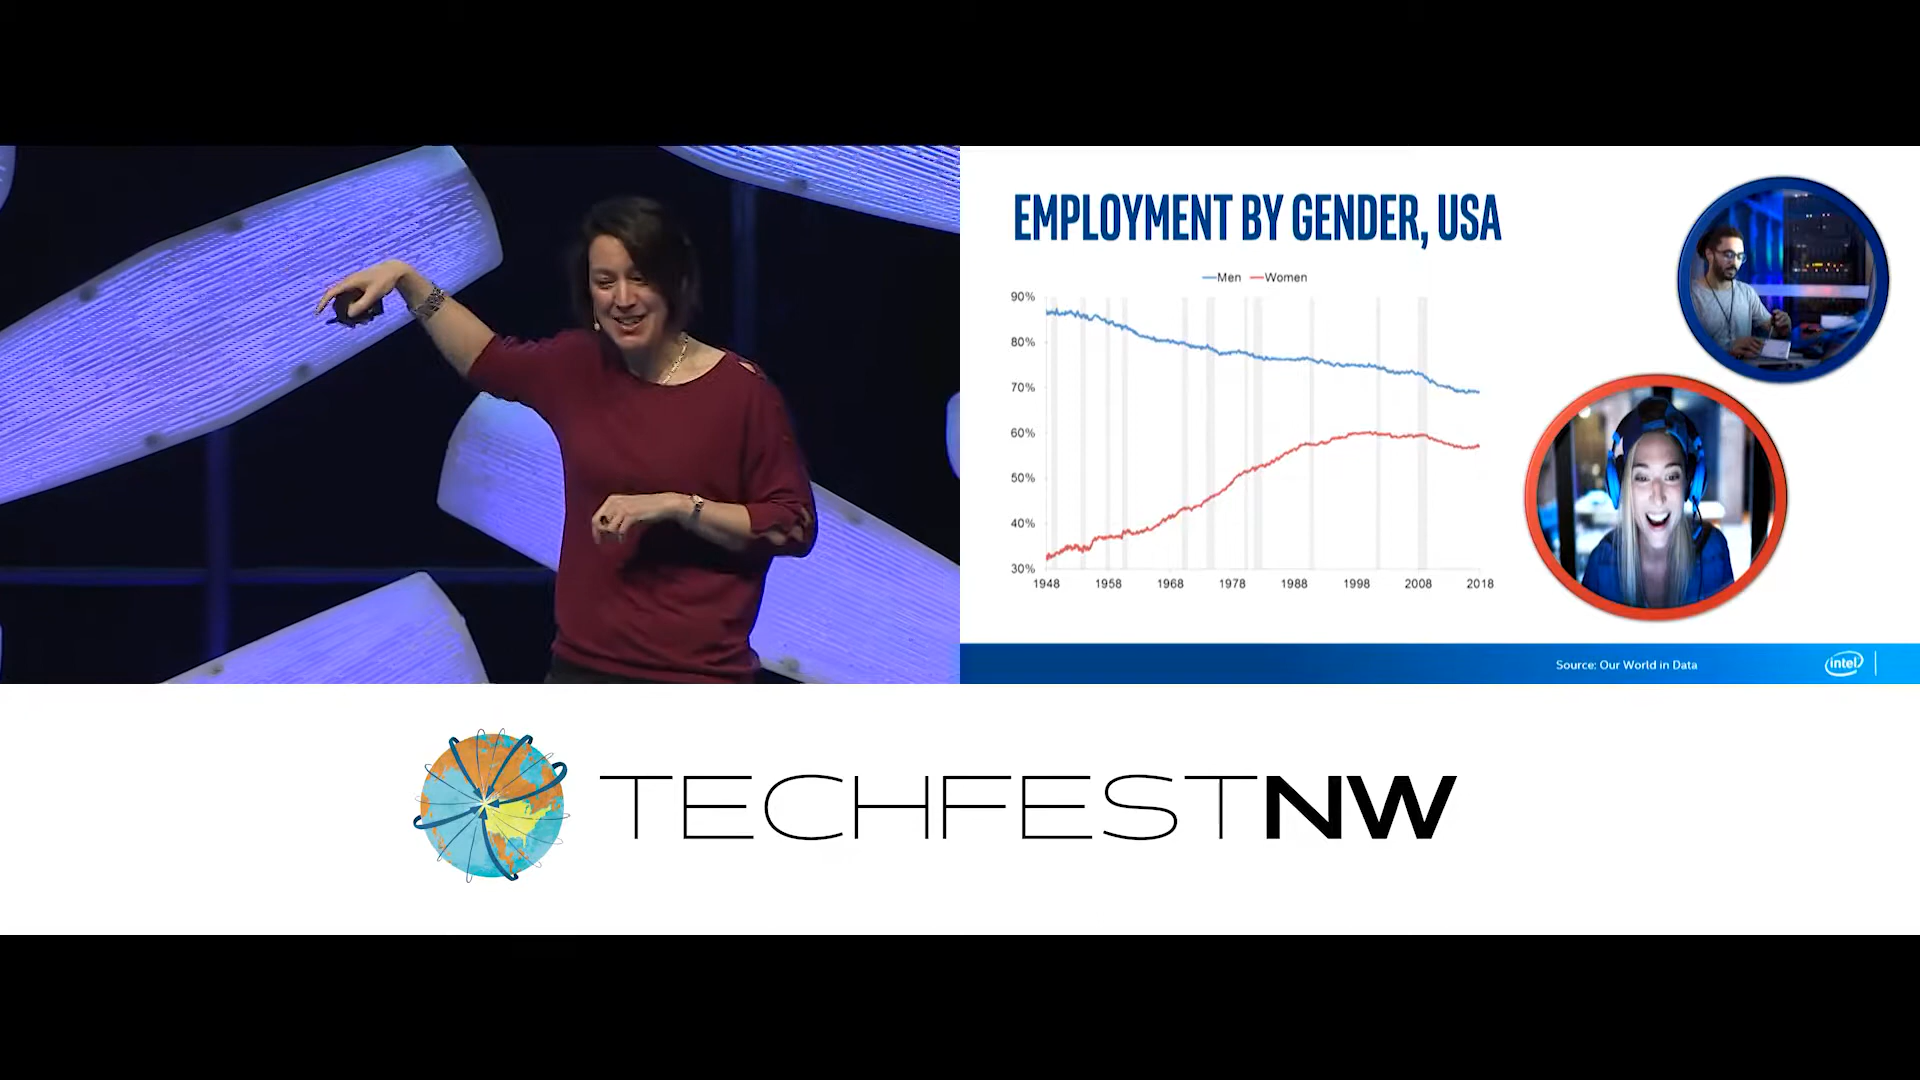 EMPLOYMENT BY GENDER, USA
Men Women
90%
80%
70%
60%
50%
40%
30%
1948 1958 1968 1978 1988 1998 2008 2018
Source: Our World in Data
intel
TECHFESTNW